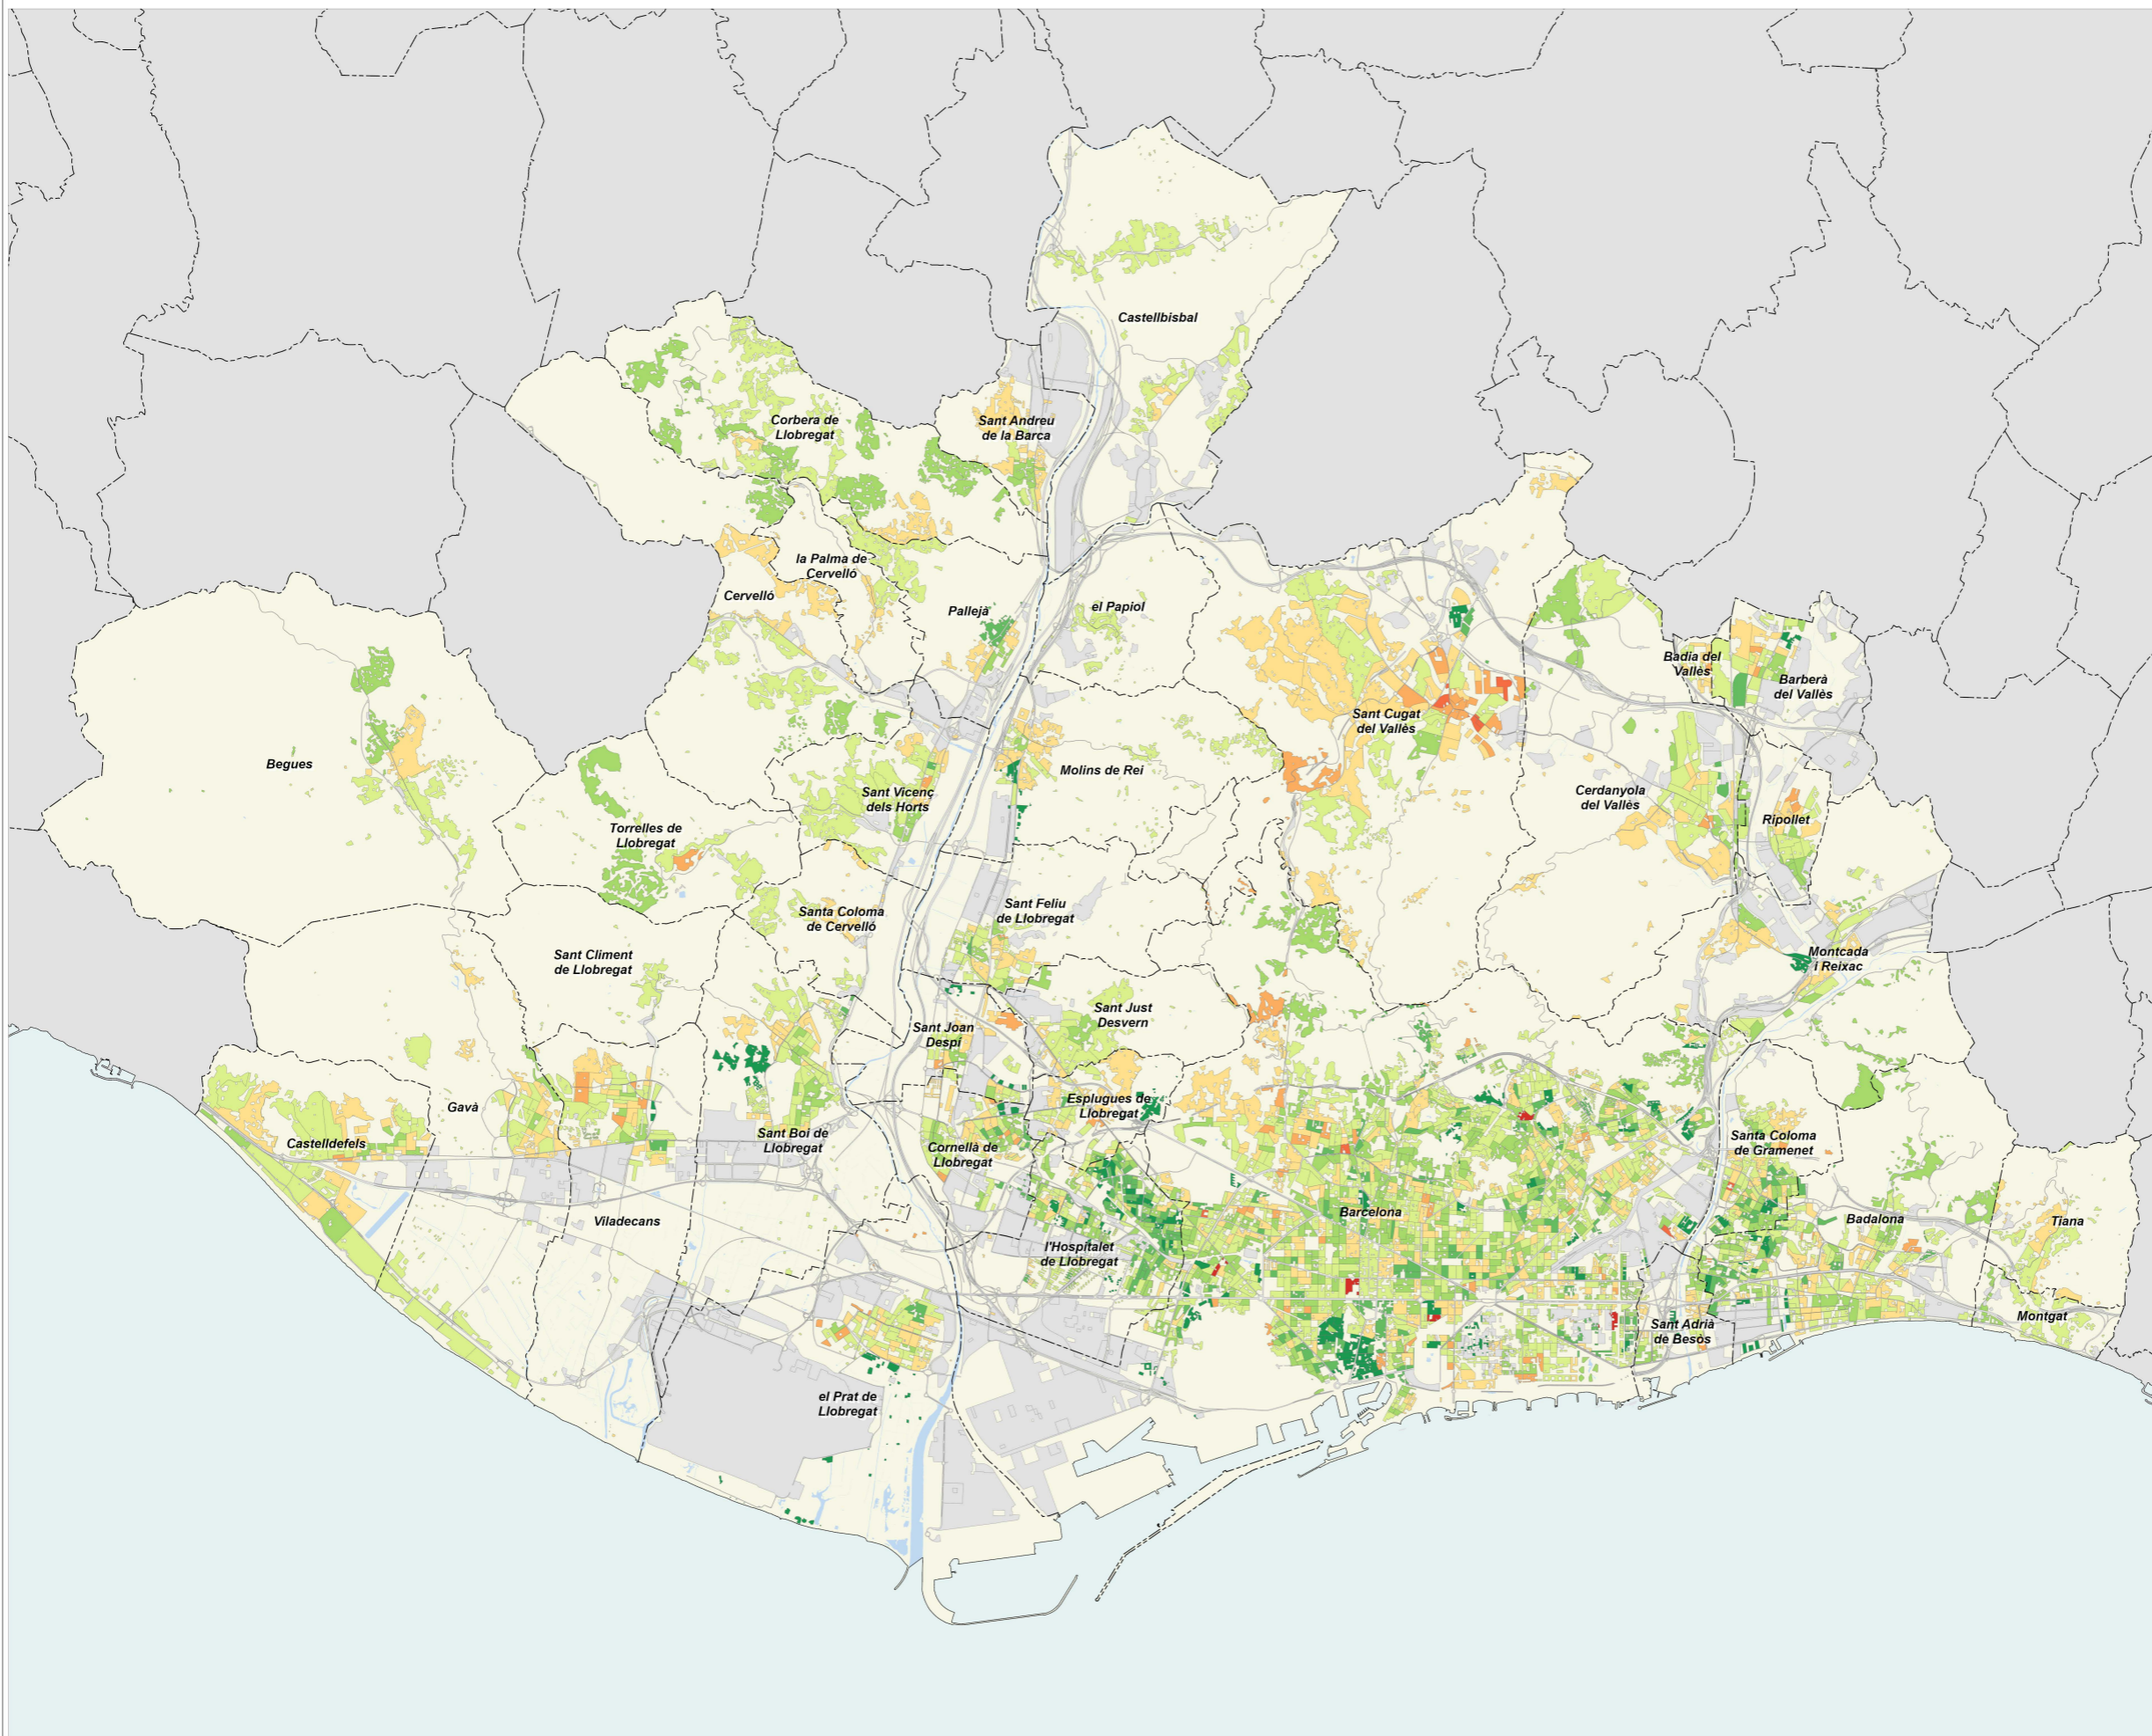 Castellbisbal
Corbera de
Llobregat
Sant Andreu
de la Barca
la Palma de
Cervelló
Cervelló
Pallejà
el Papiol
Badia del
Vallès
Barberà
del Vallès
Sant Cugat
del Vallès
Begues
Molins de Rei
Sant Vicenç
dels Horts
Cerdanyola
del Vallès
Ripollet
Torrelles de
Llobregat
Santa Coloma
de Cervelló
Sant Feliu
de Llobregat
Sant Climent
de Llobregat
Montcada
i Reixac
Sant Just
Desvern
Sant Joan
Despí
Gavà
Esplugues de
Llobregat
Castelldefels
Sant Boi de
Llobregat
Cornellà de
Llobregat
Santa Coloma
de Gramenet
Viladecans
Barcelona
Badalona
Tiana
l'Hospitalet
de Llobregat
Montgat
Sant Adrià
de Besòs
el Prat de
Llobregat